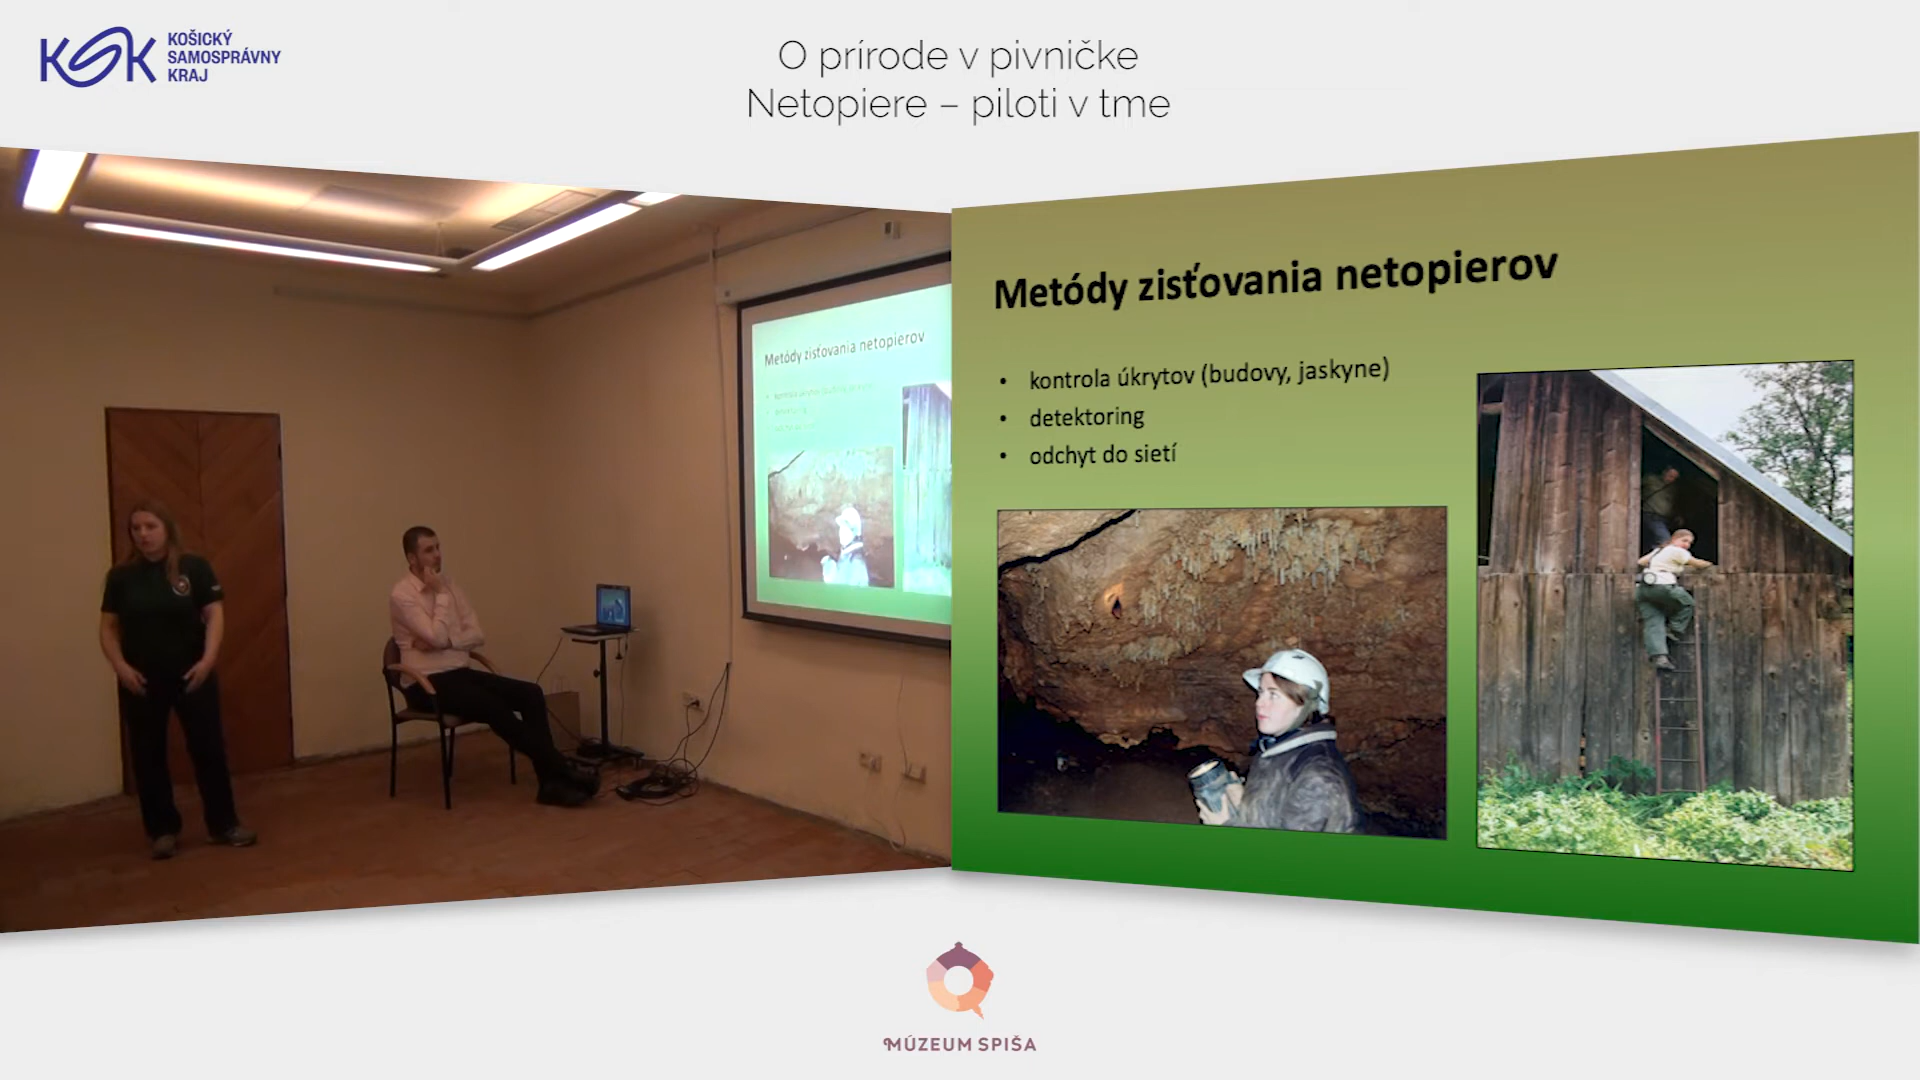 KSK
KOŠICKÝ
SAMOSPRÁVNY
KRAJ
O prírode v pivničke
Netopiere – piloti v tme
Metódy zisťovania netopierov
Metódy zisťovania netopierov
• kontrola úkrytov (budovy, jaskyne)
• detektoring
• odchyt do sietí
MÚZEUM SPIŠA